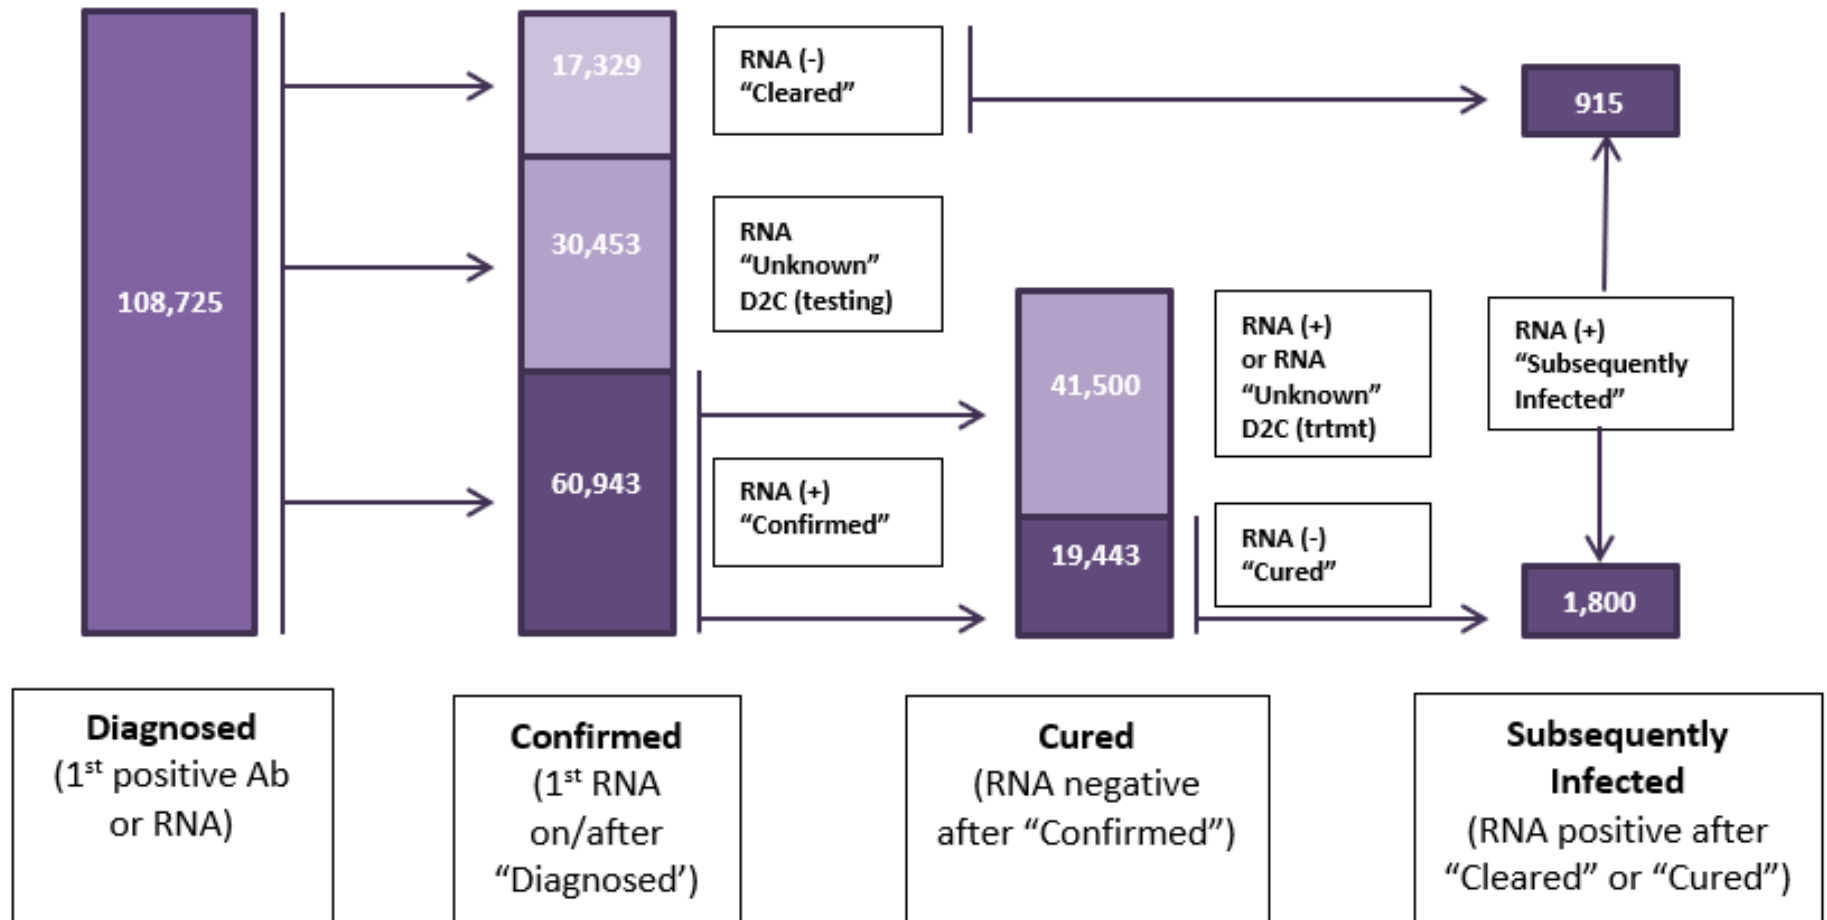 108,725
17,329
30,453
60,943
RNA (-)
“Cleared”
RNA
“Unknown”
D2C (testing)
RNA (+)
“Confirmed”
41,500
19,443
RNA (+)
or RNA
“Unknown”
D2C (trtmt)
RNA (-)
“Cured”
915
RNA (+)
“Subsequently
Infected”
1,800
Diagnosed
(1st positive Ab
or RNA)
Confirmed
(1st RNA
on/after
“Diagnosed’)
Cured
(RNA negative
after “Confirmed”)
Subsequently
Infected
(RNA positive after
“Cleared” or “Cured”)